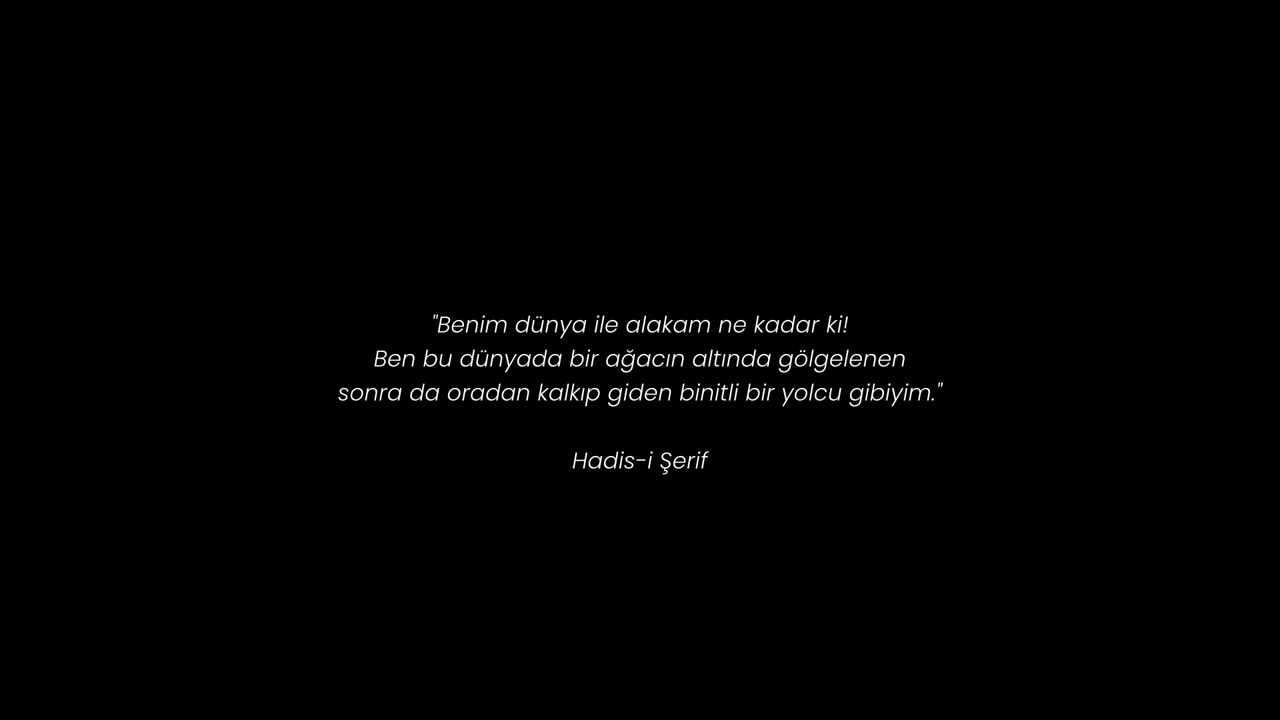 "Benim dünya ile alakam ne kadar ki!
Ben bu dünyada bir ağacın altında gölgelenen
sonra da oradan kalkıp giden binitli bir yolcu gibiyim."
Hadis-i Şerif